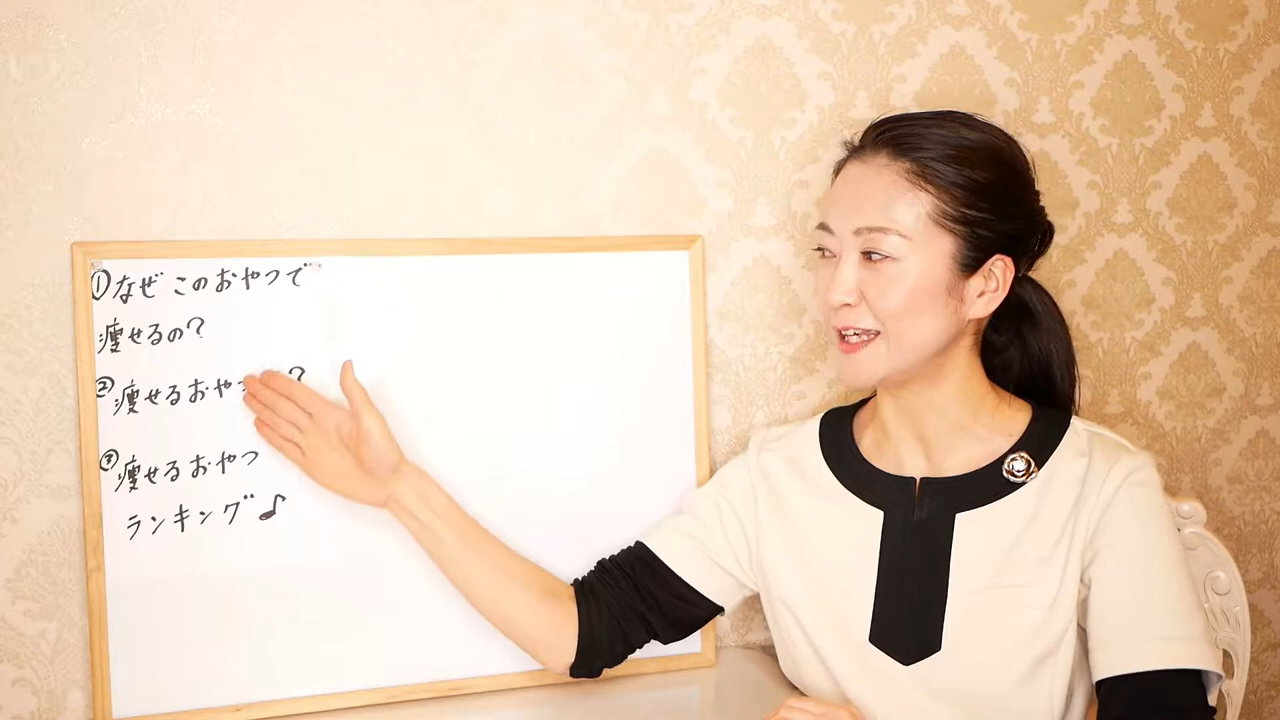 ①なぜこのおやつで
痩せるの?
②痩せるおやつ ?
③痩せるおやつ
ランキング♪